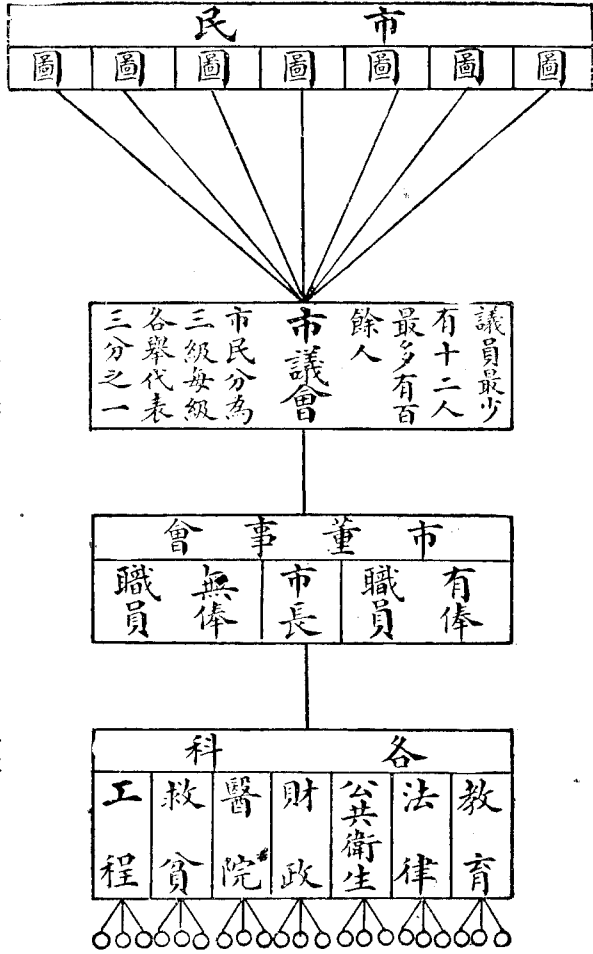 市民
圖
圖
圖
圖
圖
圖
圖
議員最少
有十二人
最多有百
餘人
市議會
市民分為
三級每級
各舉代表
三分之一
市董事會
有俸
職員
市長
無俸
職員
各科
教育
法律
公共衛生
財政
醫院
救貧
工程